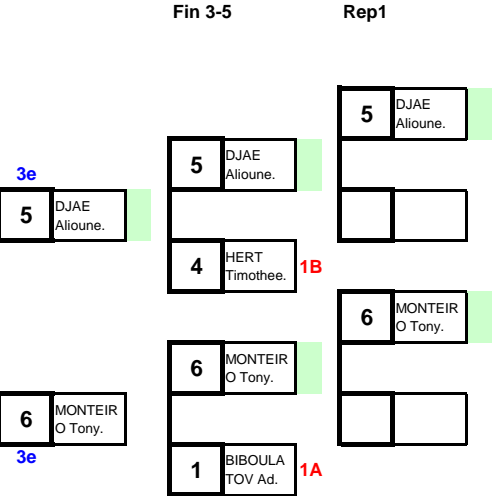 Fin 3-5 Rep1
5 DJAE
Alioune.
5 DJAE
Alioune.
3e
5 DJAE
Alioune.
4 HERT
Timothee. 1B
6 MONTEIR
O Tony.
6 MONTEIR
O Tony.
6 MONTEIR
O Tony.
3e
1 BIBOULA
TOV Ad. 1A